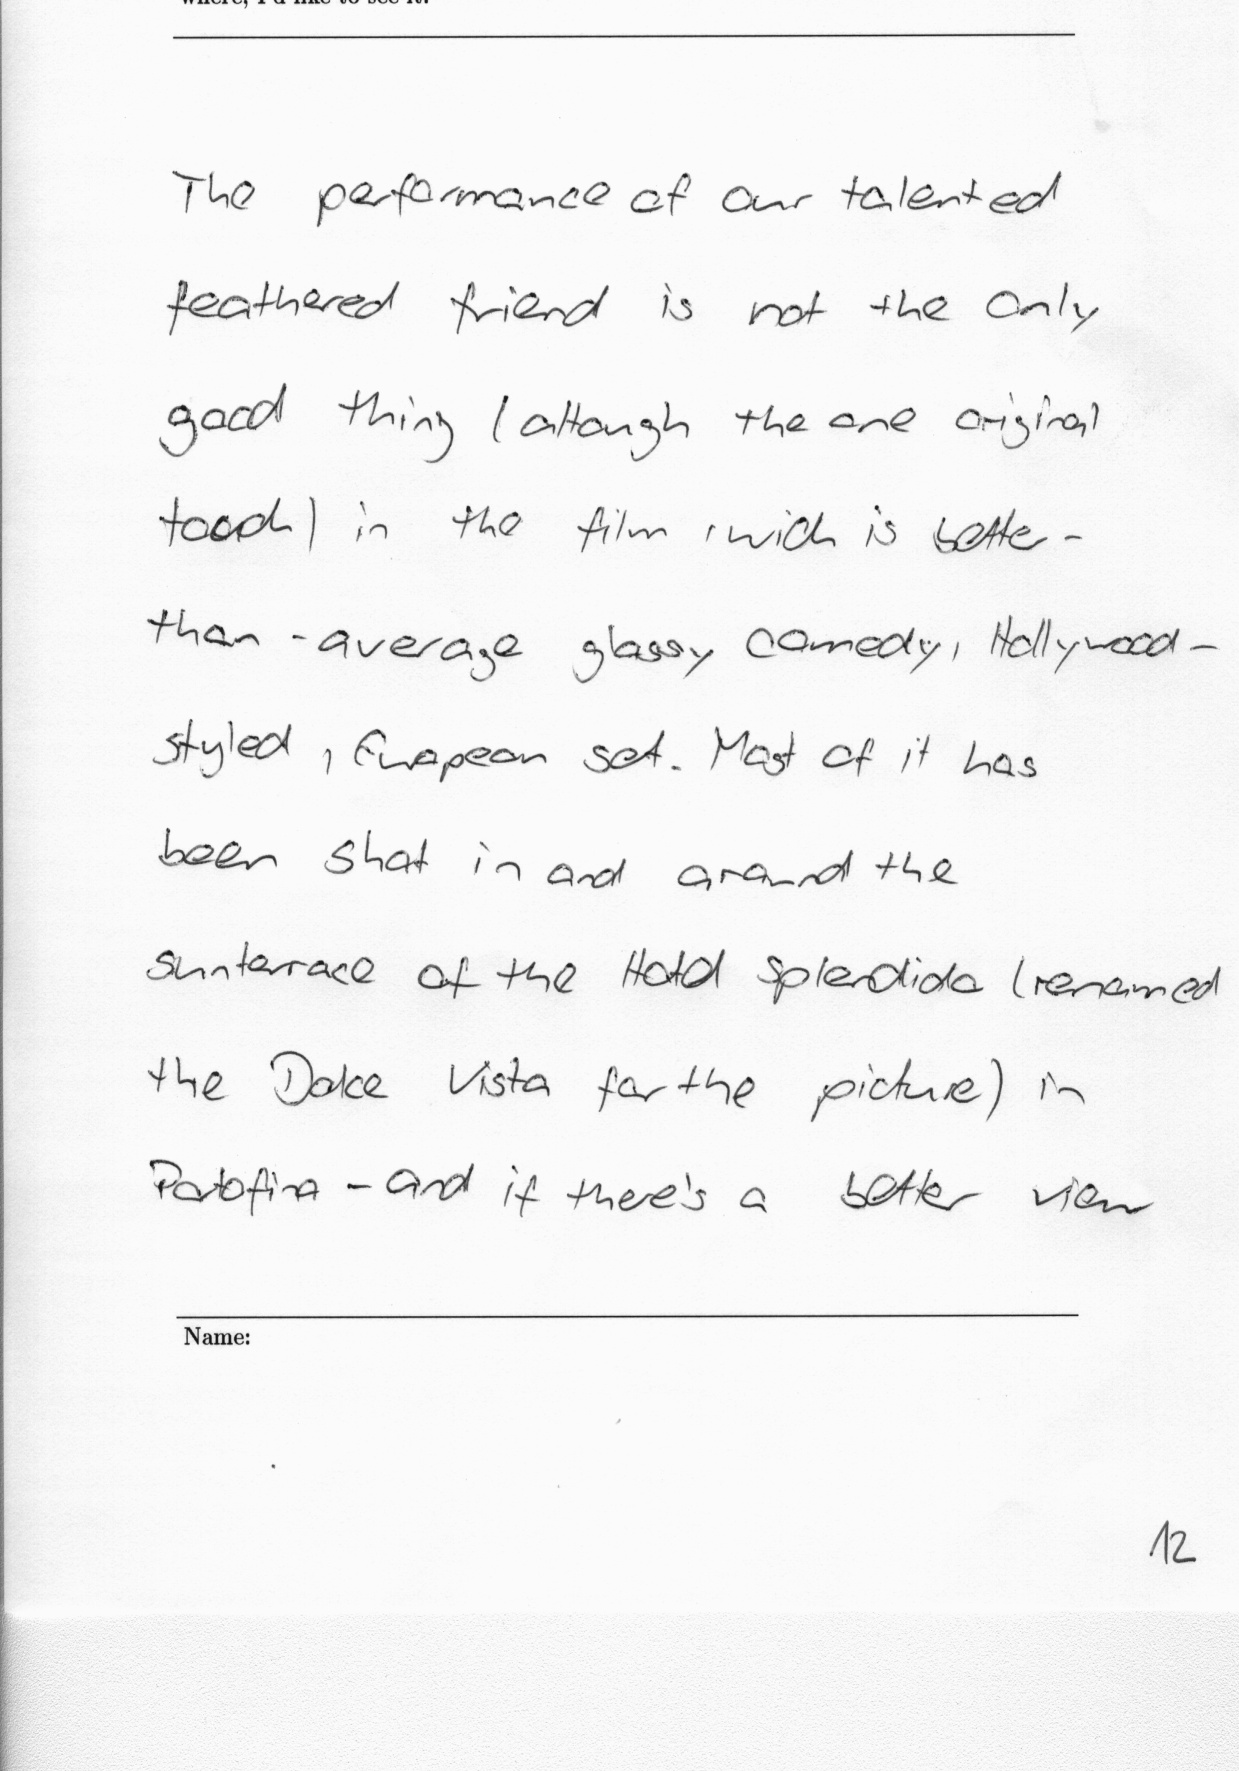 where, I'd like to see it.
The performance of our talented
feathered friend is not the only
good thing (although the one original
touch) in the film, wich is better-
than-average glossy comedy, Hollywood-
styled, European set. Most of it has
been shot in and around the
sunterrace of the Hotel Splendido (renamed
the Dolce Vista for the picture) in
Portofino - and if there's a better view
Name:
12